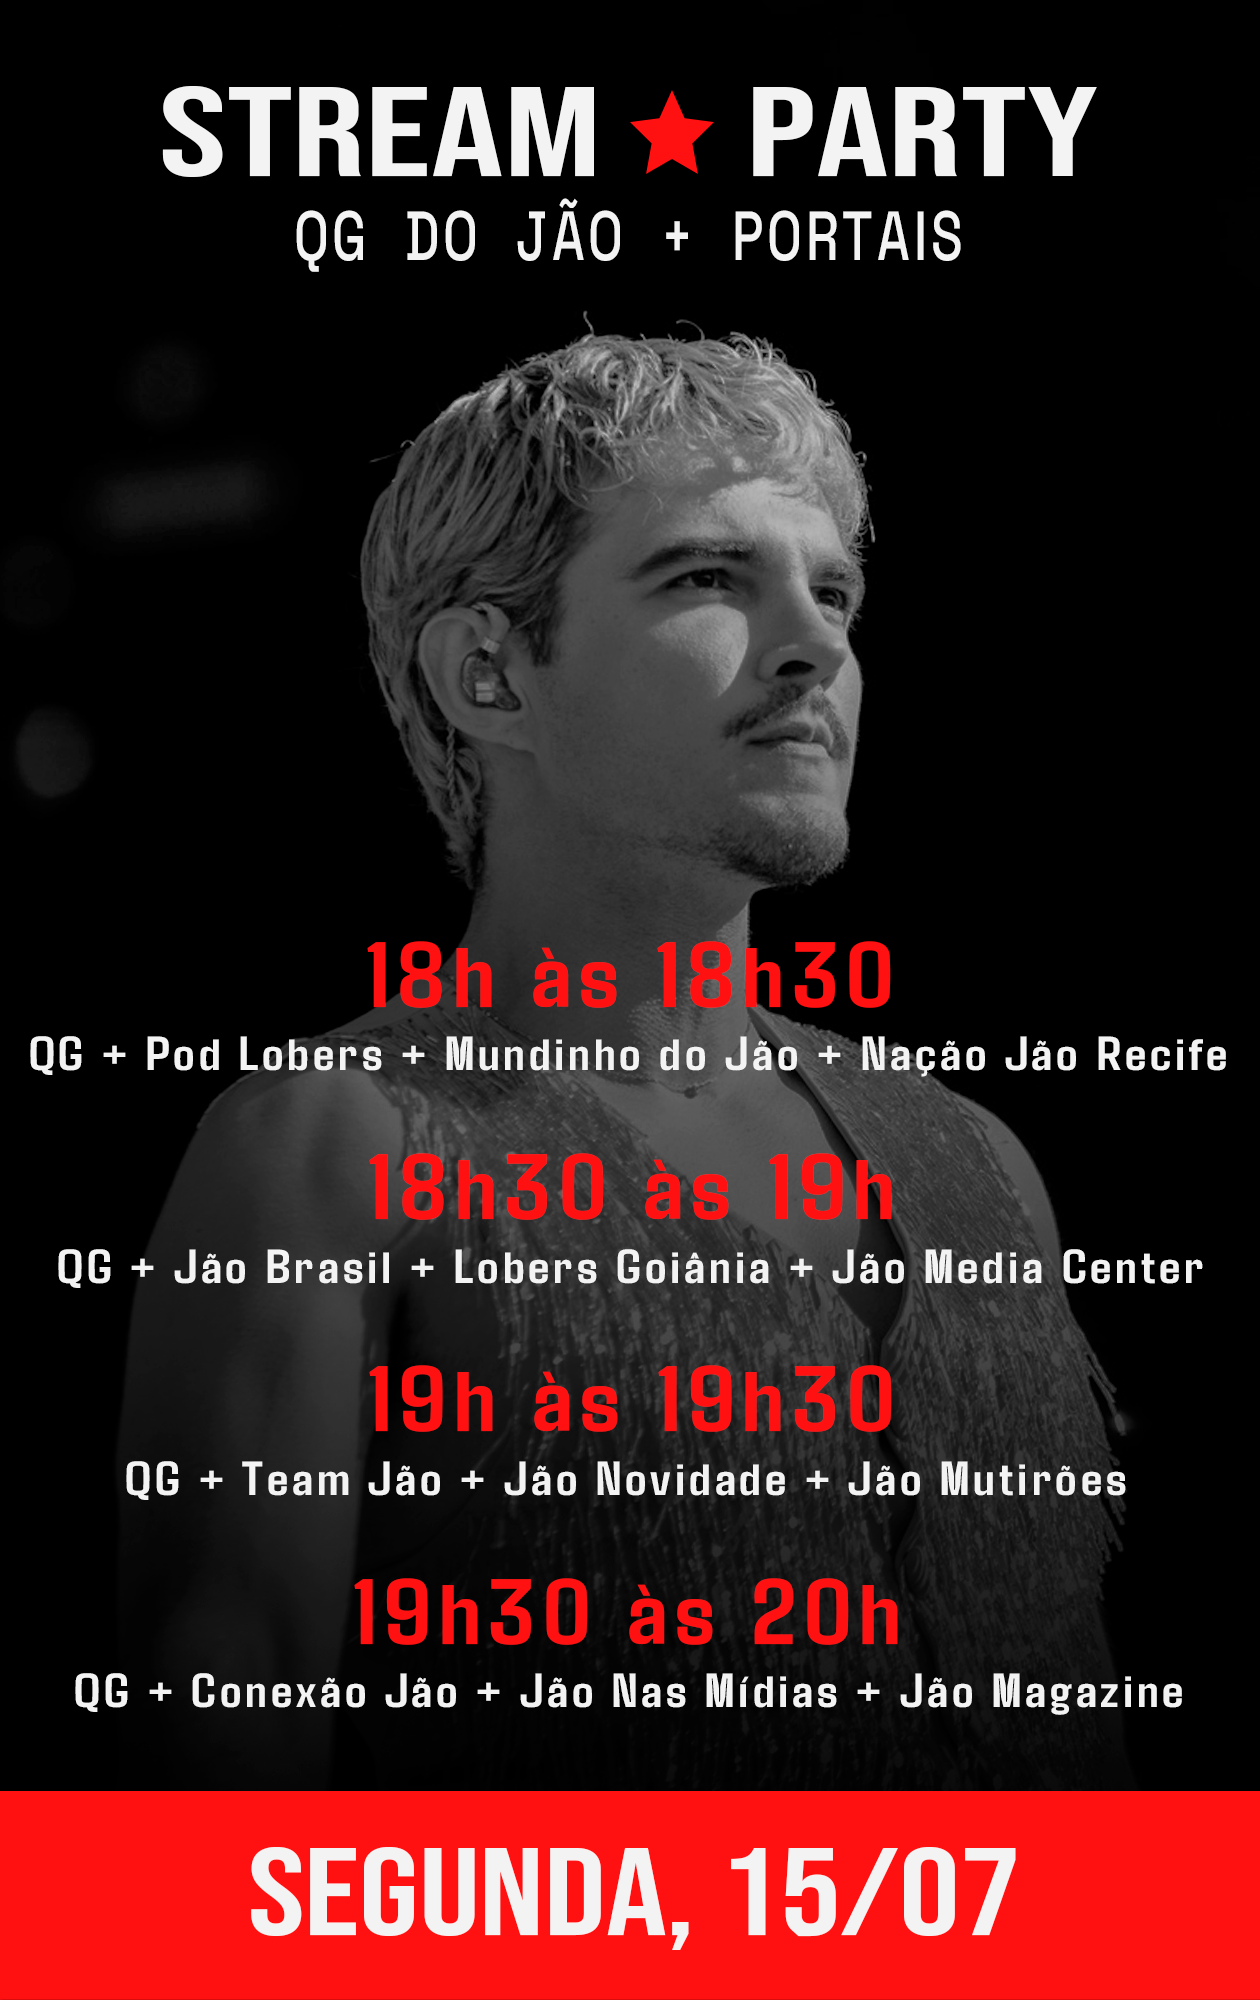 STREAM ★ PARTY
QG DO JÃO + PORTAIS
18h às 18h30
QG + Pod Lobers + Mundinho do Jão + Nação Jão Recife
18h30 às 19h
QG + Jão Brasil + Lobers Goiânia + Jão Media Center
19h às 19h30
QG + Team Jão + Jão Novidade + Jão Mutirões
19h30 às 20h
QG + Conexão Jão + Jão Nas Mídias + Jão Magazine
SEGUNDA, 15/07